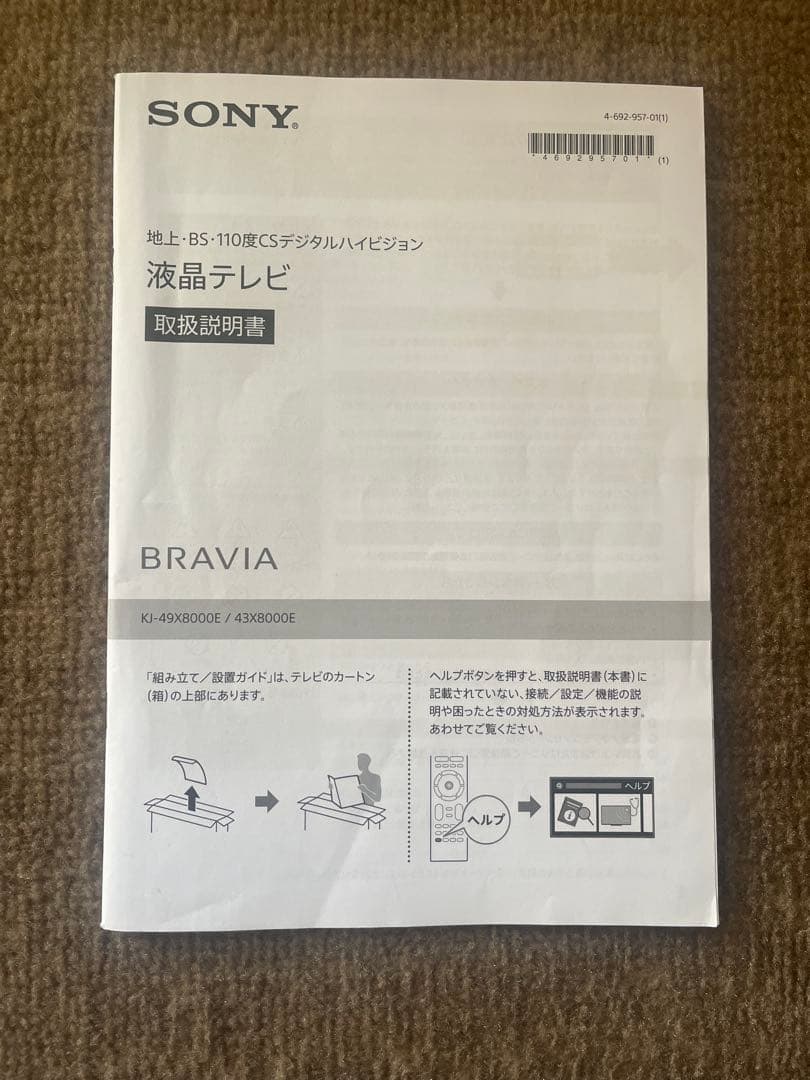 SONY®
4-692-957-01(1)
*469295701* (1)
地上・BS・110度CSデジタルハイビジョン
液晶テレビ
取扱説明書
BRAVIA
KJ-49X8000E / 43X8000E
「組み立て／設置ガイド」は、テレビのカートン
（箱）の上部にあります。
ヘルプボタンを押すと、取扱説明書（本書）に
記載されていない、接続／設定／機能の説
明や困ったときの対処方法が表示されます。
あわせてご覧ください。
ヘルプ
ヘルプ